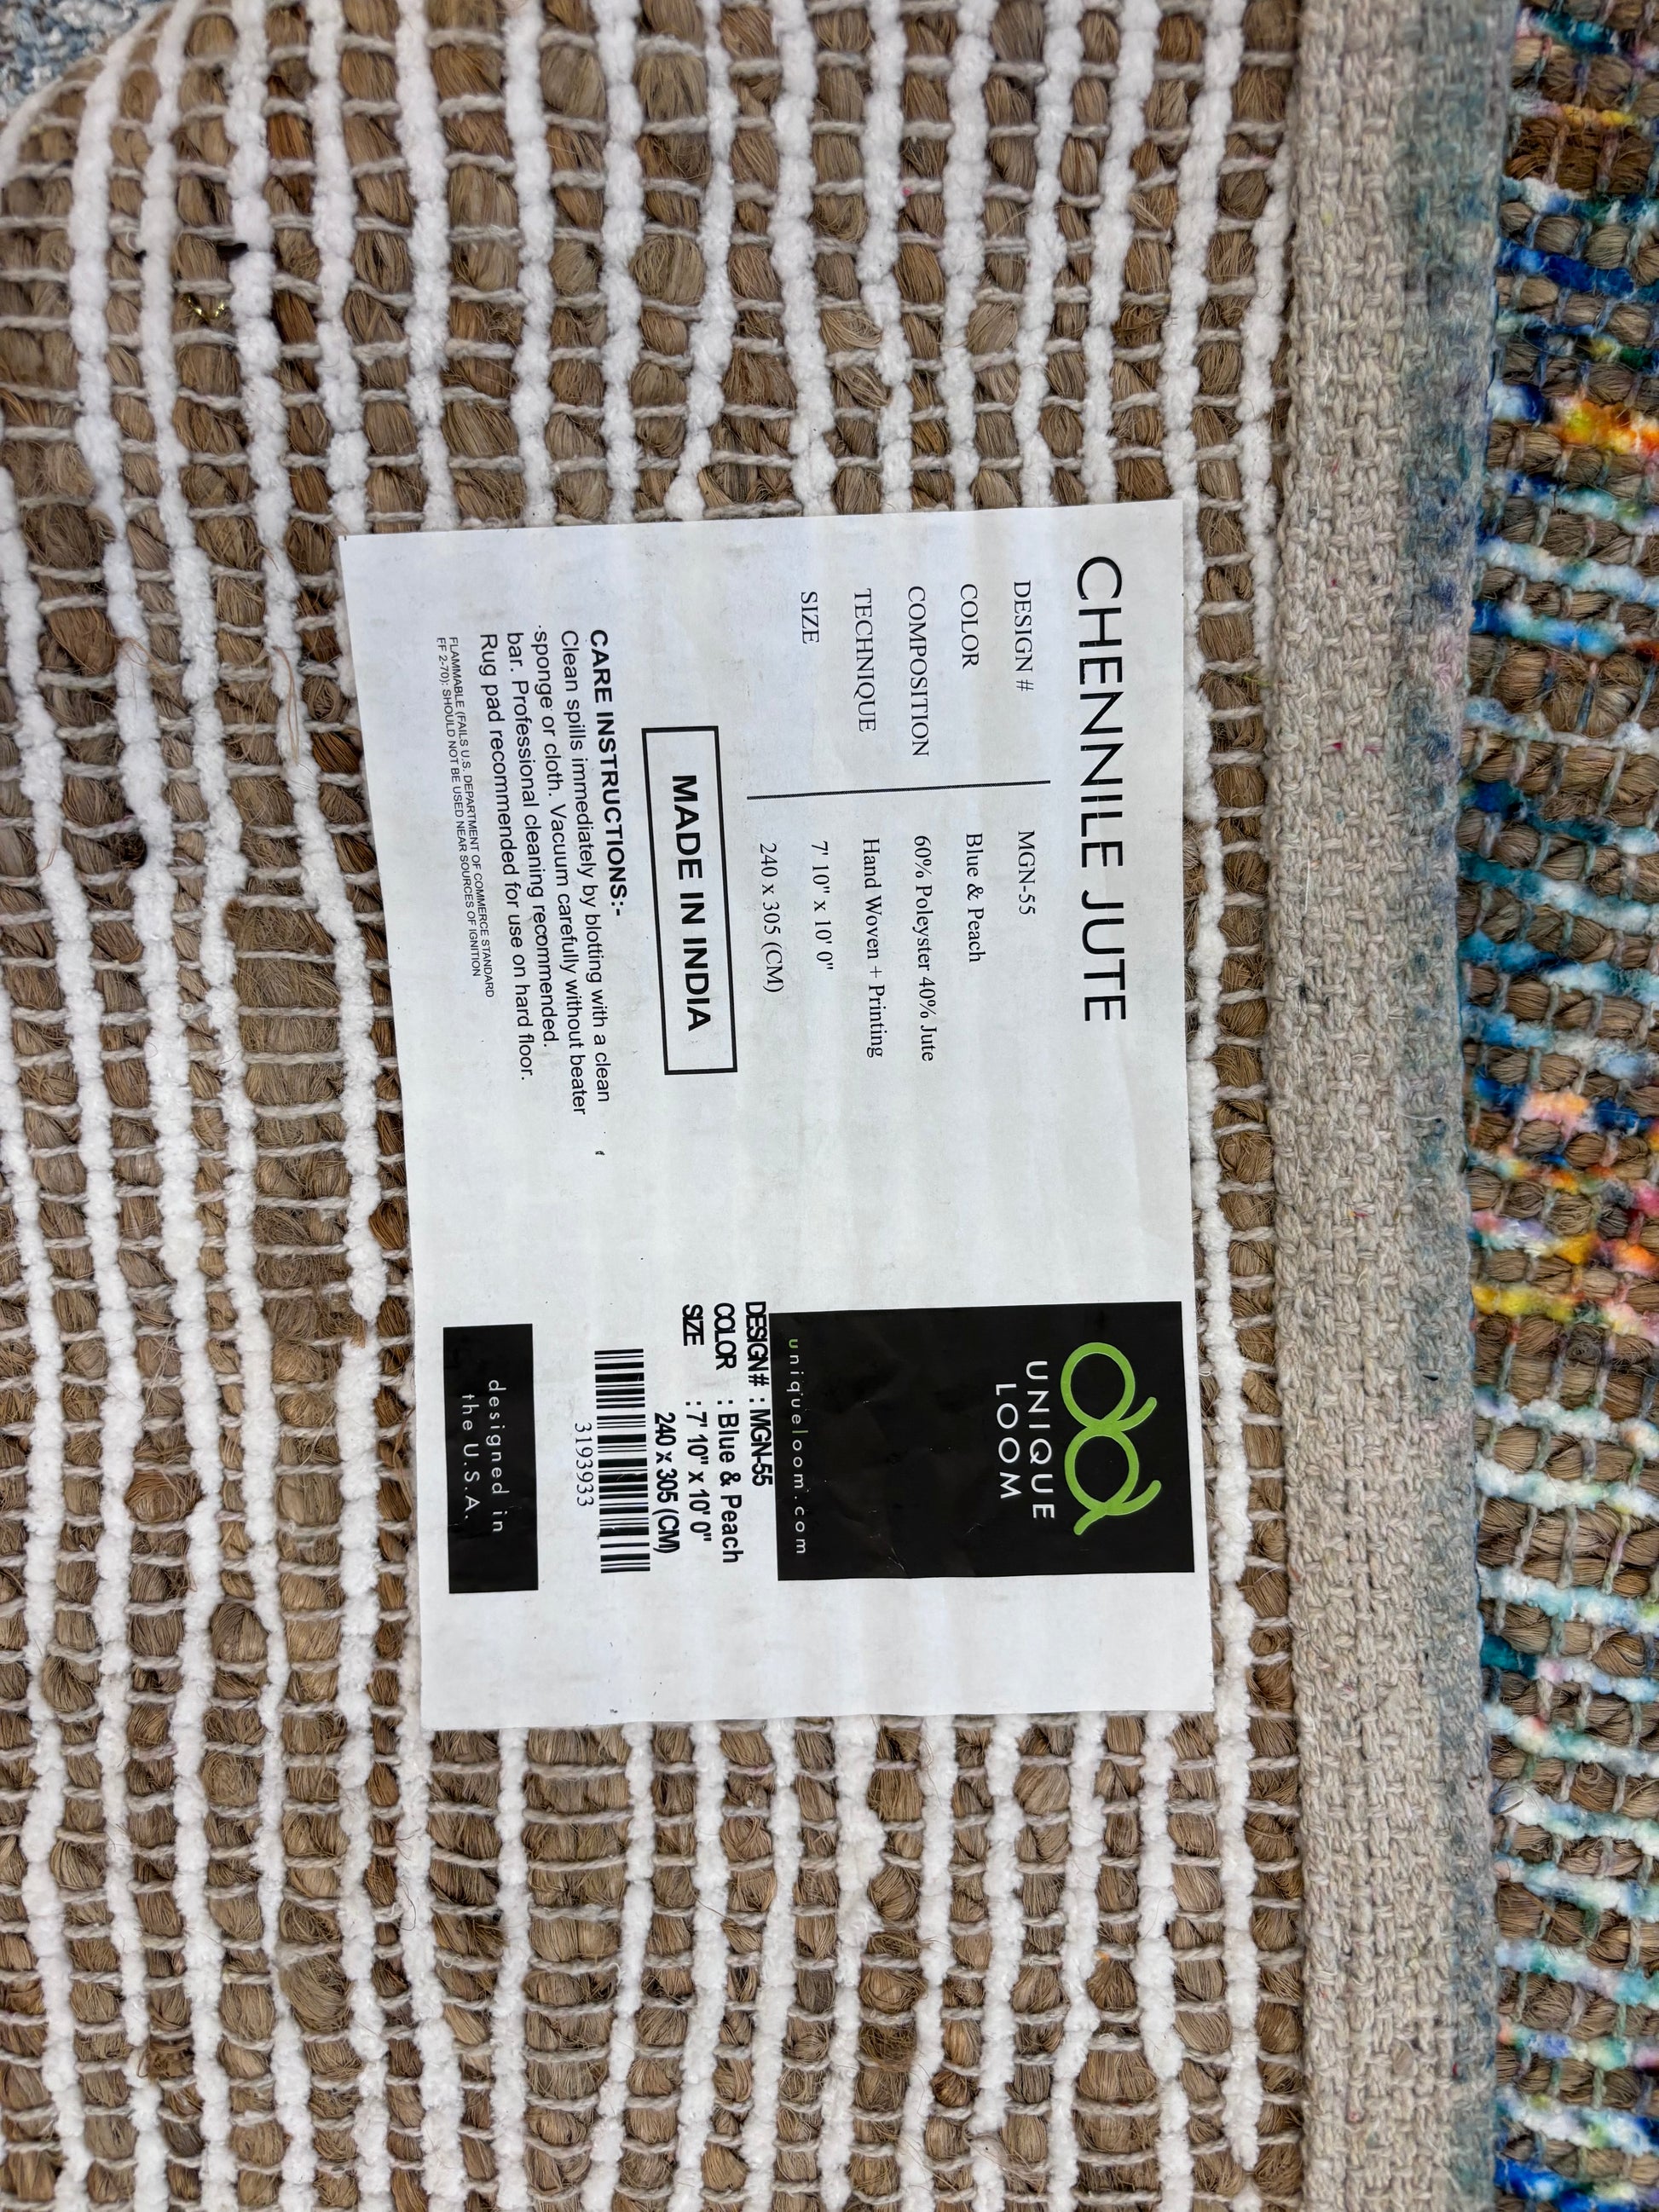 CHENNILE JUTE
DESIGN # MGN-55
COLOR Blue & Peach
COMPOSITION 60% Poleyster 40% Jute
TECHNIQUE Hand Woven + Printing
SIZE 7' 10" x 10' 0"
240 x 305 (CM)
MADE IN INDIA
CARE INSTRUCTIONS:-
Clean spills immediately by blotting with a clean
sponge or cloth. Vacuum carefully without beater
bar. Professional cleaning recommended.
Rug pad recommended for use on hard floor.
FLAMMABLE (FAILS U.S. DEPARTMENT OF COMMERCE STANDARD
FF 2-70): SHOULD NOT BE USED NEAR SOURCES OF IGNITION
UNIQUE
LOOM
uniqueloom.com
DESIGN# : MGN-55
COLOR : Blue & Peach
SIZE : 7' 10" x 10' 0"
240 x 305 (CM)
3193933
designed in
the U.S.A.